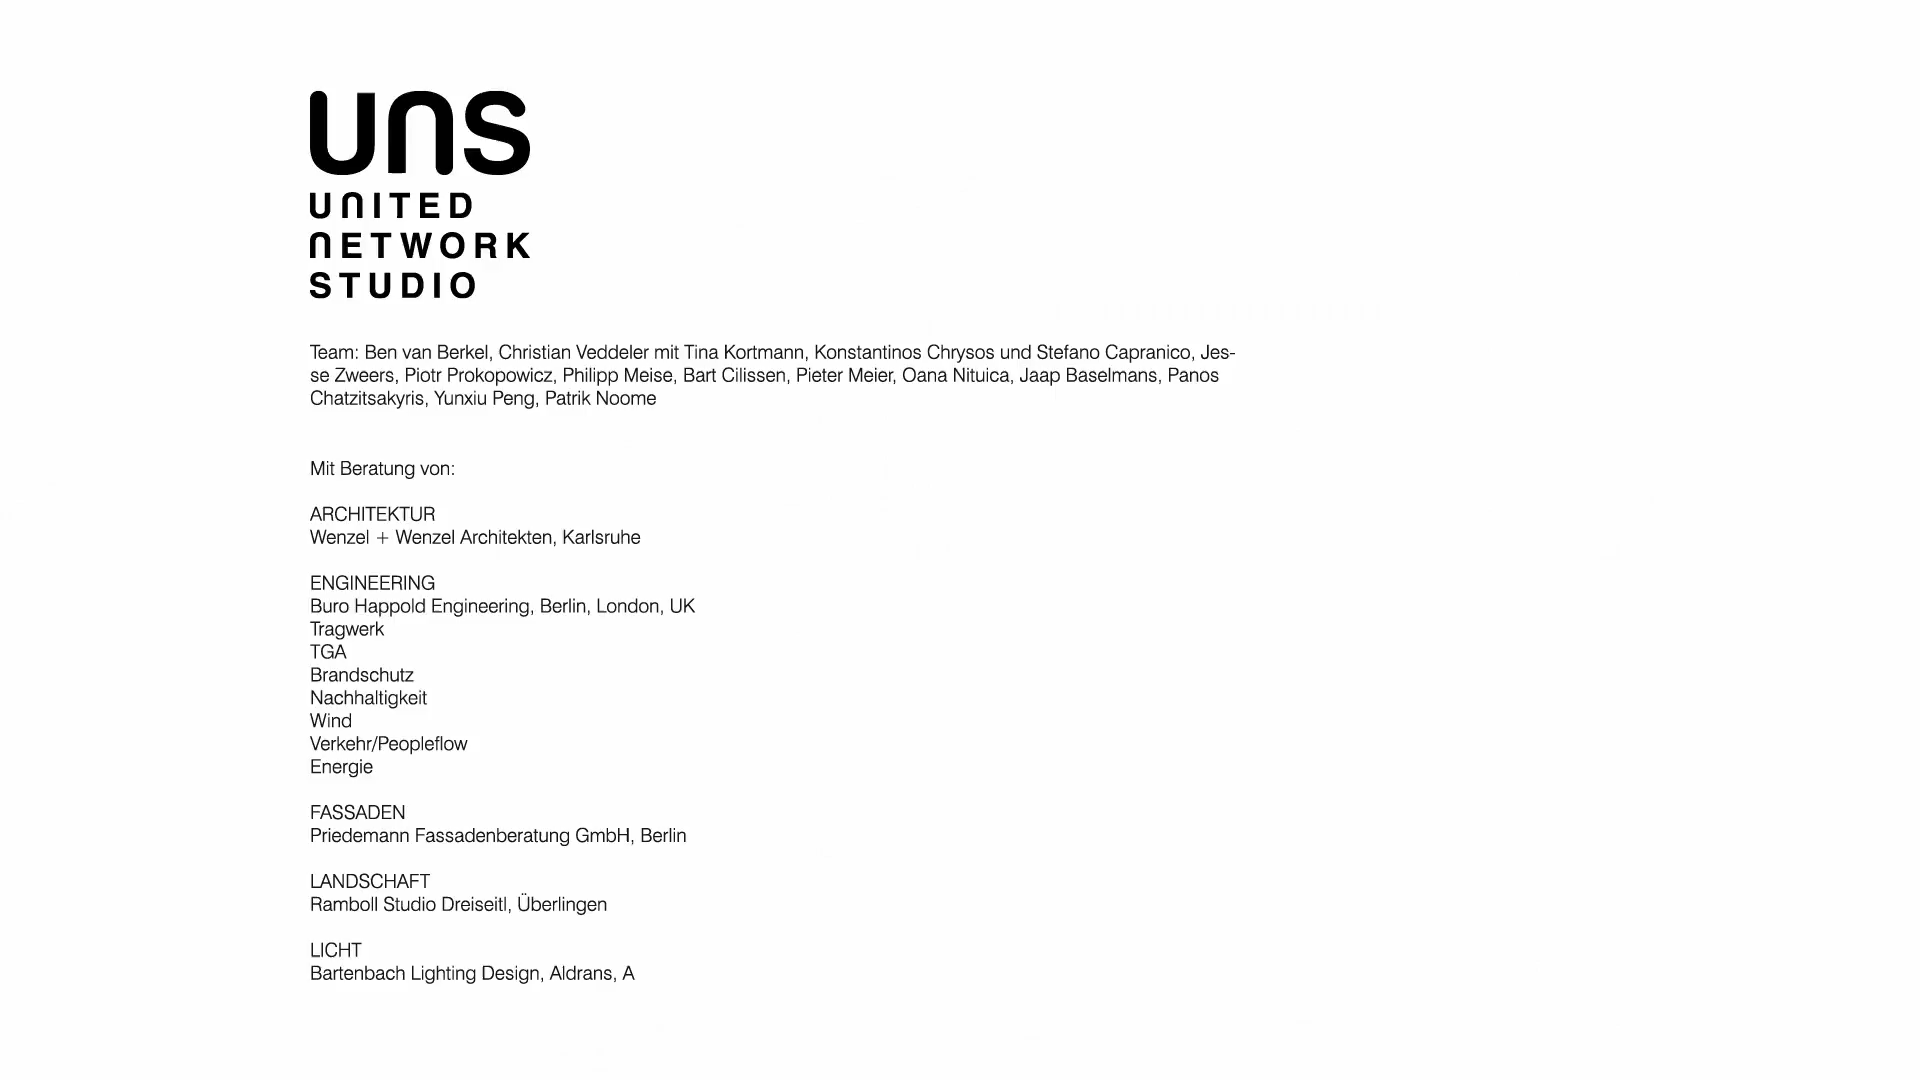 uns
UNITED
NETWORK
STUDIO
Team: Ben van Berkel, Christian Veddeler mit Tina Kortmann, Konstantinos Chrysos und Stefano Capranico, Jes-
se Zweers, Piotr Prokopowicz, Philipp Meise, Bart Cilissen, Pieter Meier, Oana Nituica, Jaap Baselmans, Panos
Chatzitsakyris, Yunxiu Peng, Patrik Noome
Mit Beratung von:
ARCHITEKTUR
Wenzel + Wenzel Architekten, Karlsruhe
ENGINEERING
Buro Happold Engineering, Berlin, London, UK
Tragwerk
TGA
Brandschutz
Nachhaltigkeit
Wind
Verkehr/Peopleflow
Energie
FASSADEN
Priedemann Fassadenberatung GmbH, Berlin
LANDSCHAFT
Ramboll Studio Dreiseitl, Überlingen
LICHT
Bartenbach Lighting Design, Aldrans, A